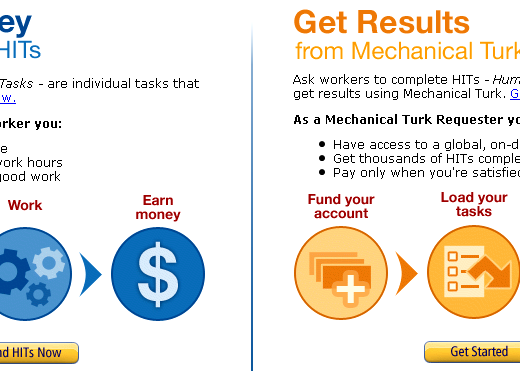 ey
HITs
Tasks - are individual tasks that
w.
orker you:
e
work hours
good work
Work
Earn
money
$
nd HITs Now
Get Results
from Mechanical Turk
Ask workers to complete HITs - Hum
get results using Mechanical Turk. G
As a Mechanical Turk Requester yo
Have access to a global, on-d
Get thousands of HITs comple
Pay only when you're satisfie
Fund your
account
Load your
tasks
Get Started